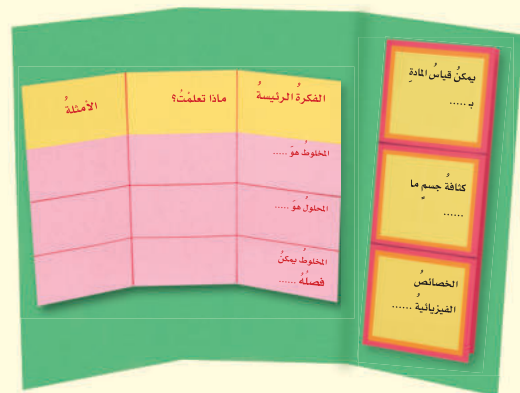 يمكنُ قياسُ المادةِ
بـ .....
كثافةُ جسمٍ ما
......
الخصائصُ
الفيزيائيةُ ......
الفكرةُ الرئيسةُ
ماذا تعلمْتُ؟
الأمثلةُ
المخلوطُ هوَ .....
المحلولُ هوَ .....
المخلوطُ يمكنُ
فصلُهُ ......